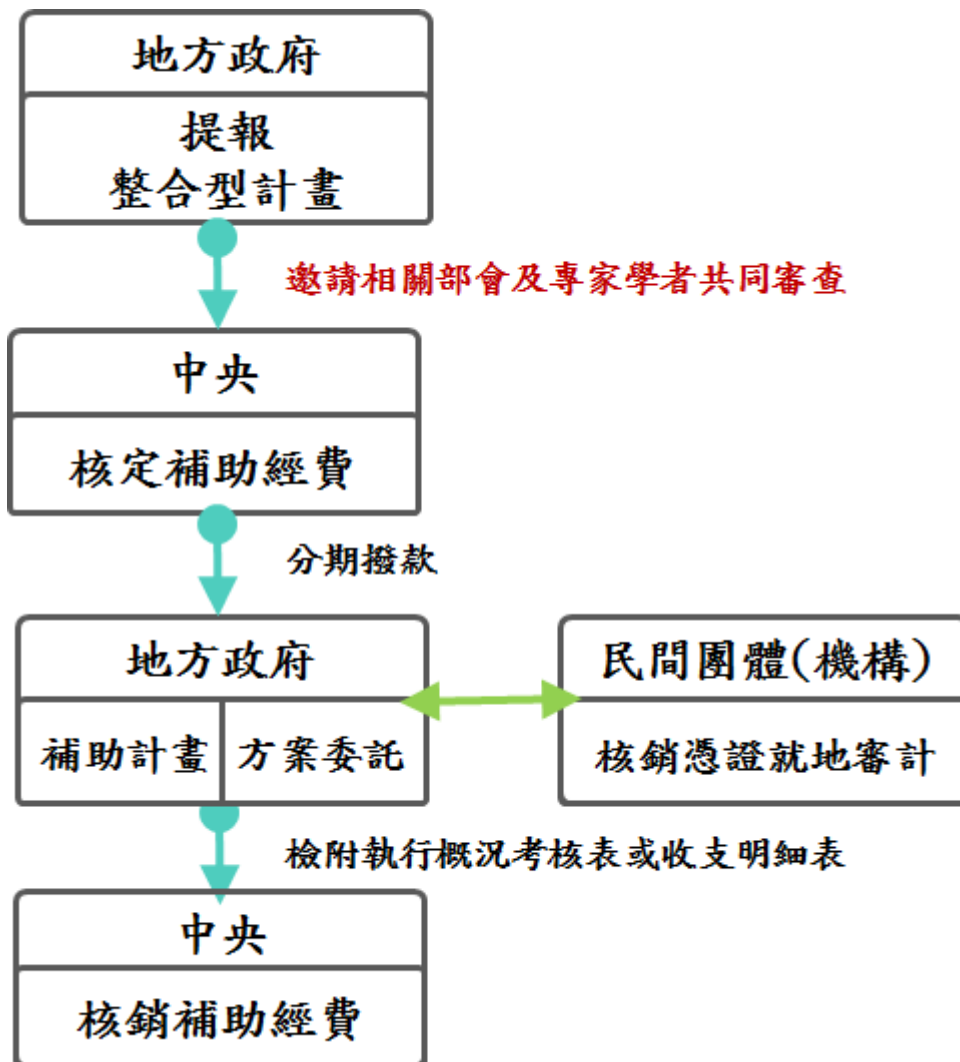 地方政府
提報
整合型計畫
邀請相關部會及專家學者共同審查
中央
核定補助經費
分期撥款
地方政府
補助計畫
方案委託
民間團體(機構)
核銷憑證就地審計
檢附執行概況考核表或收支明細表
中央
核銷補助經費